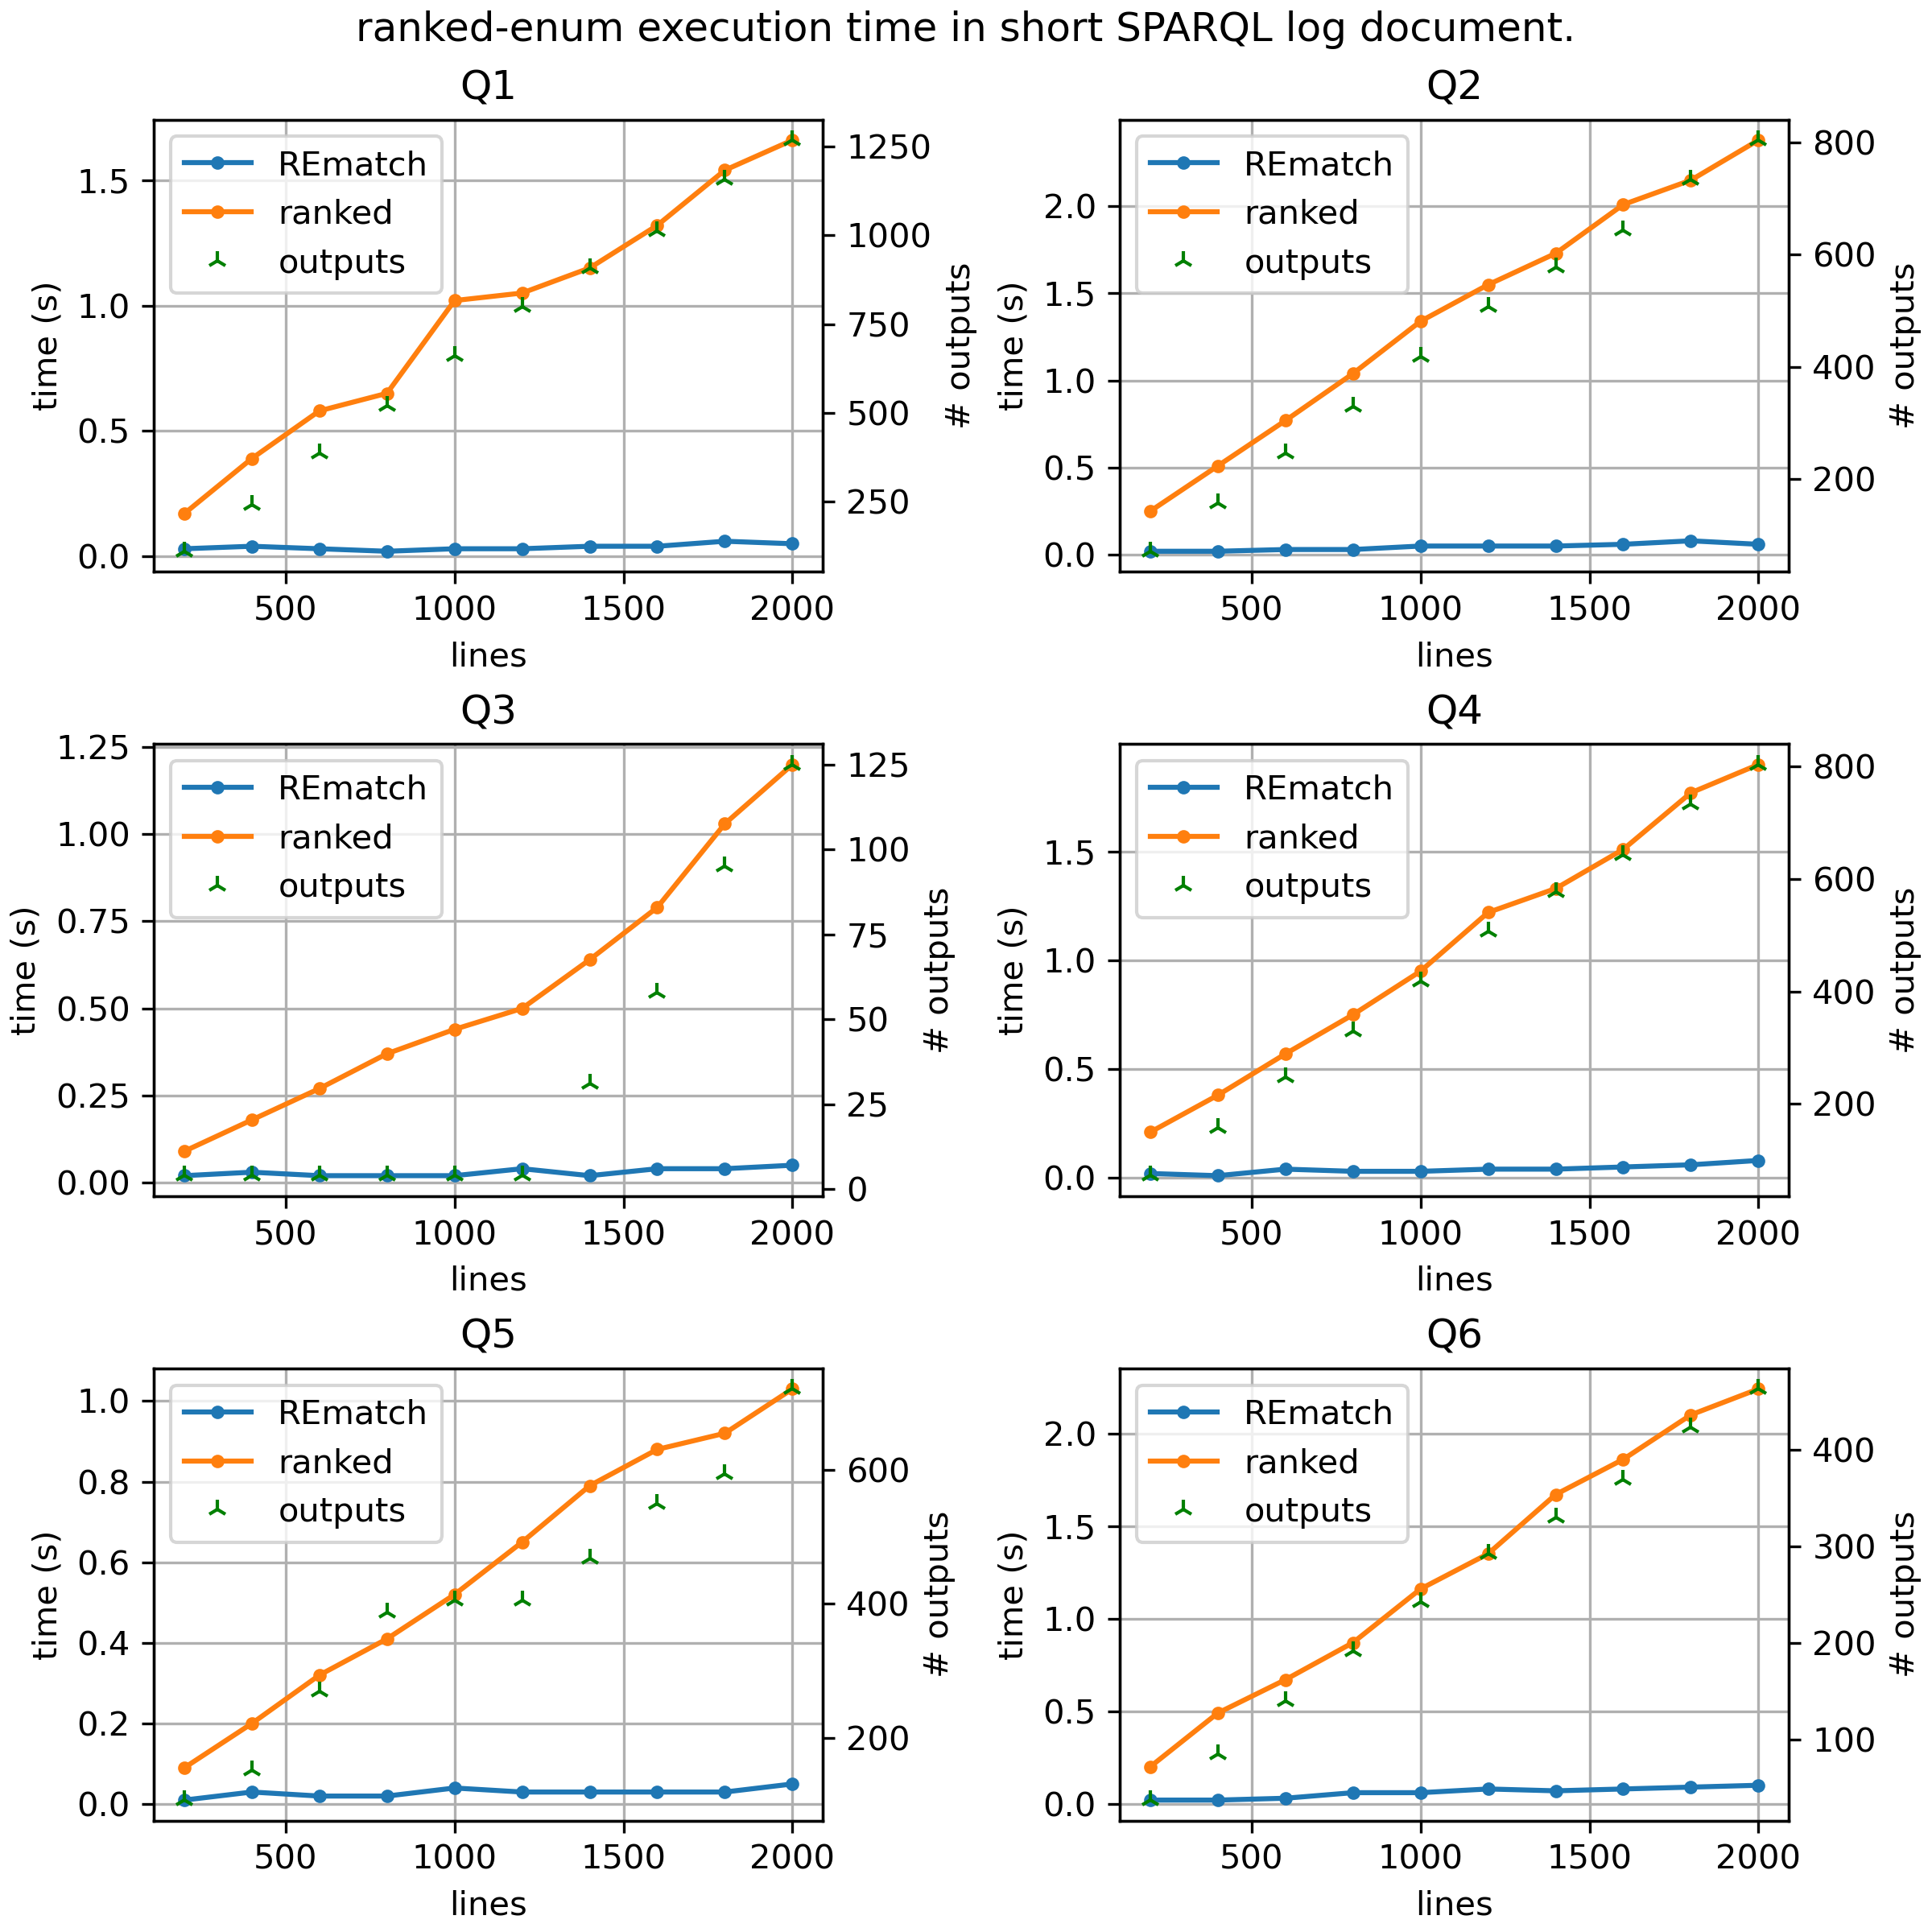 ranked-enum execution time in short SPARQL log document.
Q1
REmatch
ranked
outputs
0.0
0.5
1.0
1.5
time (s)
250
500
750
1000
1250
# outputs
500 1000 1500 2000
lines
Q2
REmatch
ranked
outputs
0.0
0.5
1.0
1.5
2.0
time (s)
200
400
600
800
# outputs
500 1000 1500 2000
lines
Q3
REmatch
ranked
outputs
0.00
0.25
0.50
0.75
1.00
1.25
time (s)
0
25
50
75
100
125
# outputs
500 1000 1500 2000
lines
Q4
REmatch
ranked
outputs
0.0
0.5
1.0
1.5
time (s)
200
400
600
800
# outputs
500 1000 1500 2000
lines
Q5
REmatch
ranked
outputs
0.0
0.2
0.4
0.6
0.8
1.0
time (s)
200
400
600
# outputs
500 1000 1500 2000
lines
Q6
REmatch
ranked
outputs
0.0
0.5
1.0
1.5
2.0
time (s)
100
200
300
400
# outputs
500 1000 1500 2000
lines